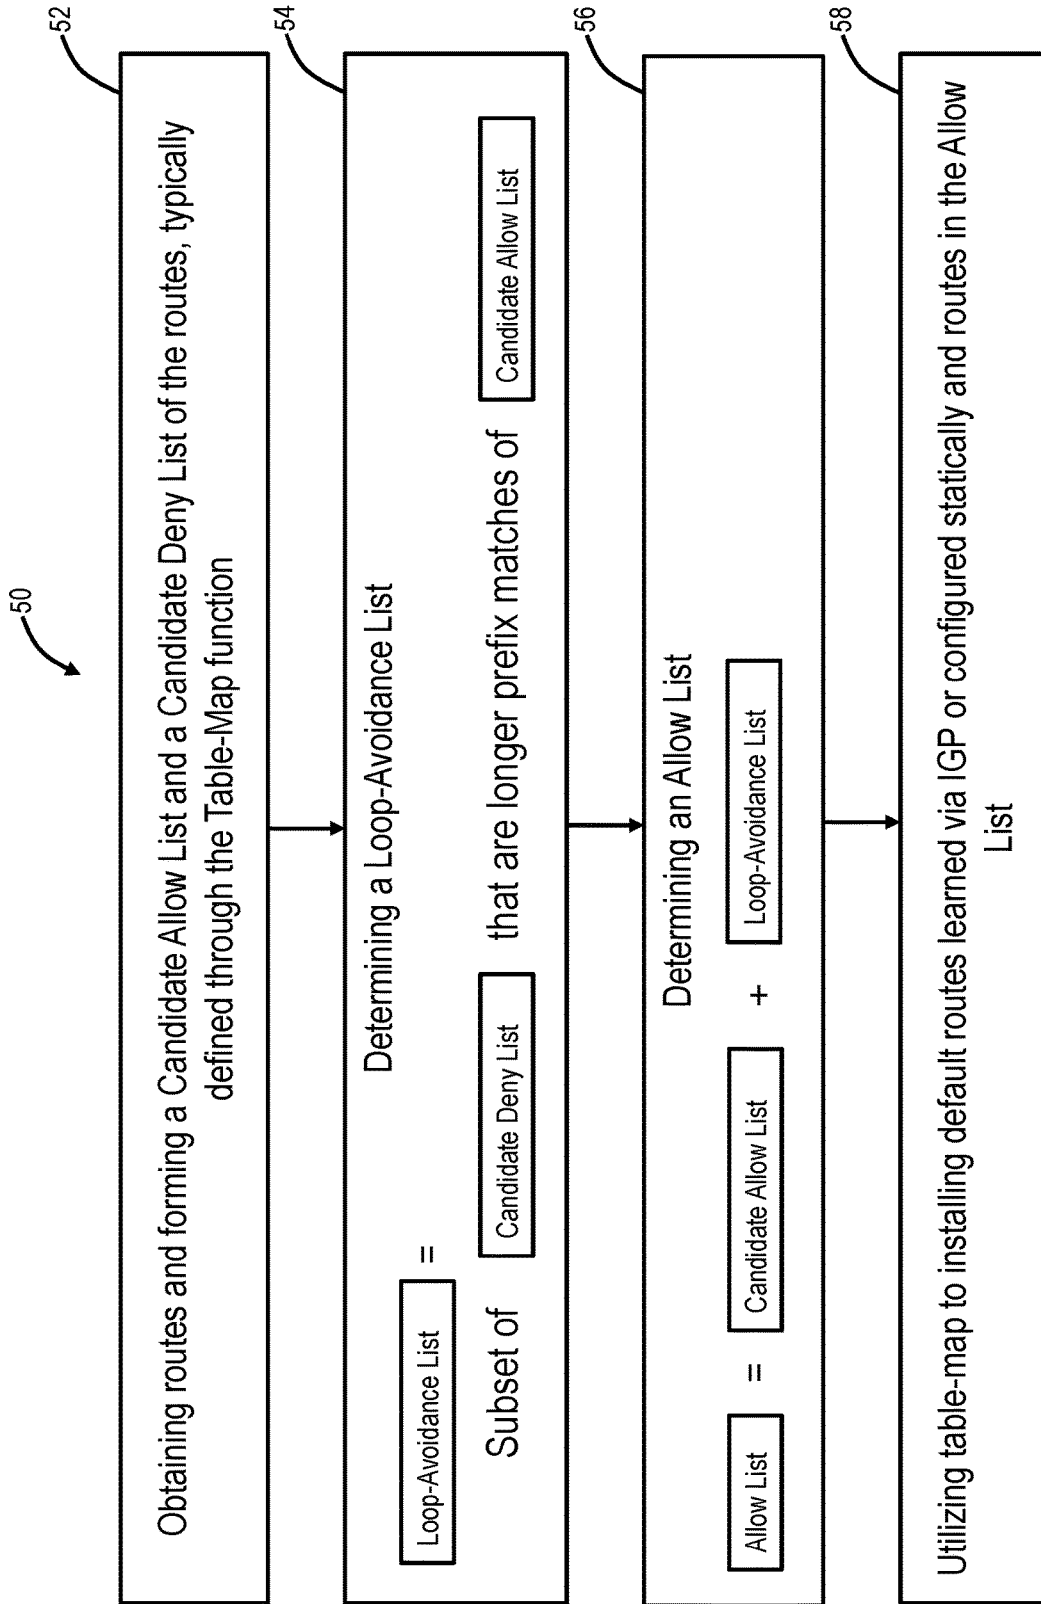 50
52
Obtaining routes and forming a Candidate Allow List and a Candidate Deny List of the routes, typically
defined through the Table-Map function
54
Determining a Loop-Avoidance List
Loop-Avoidance List =
Subset of Candidate Deny List that are longer prefix matches of Candidate Allow List
56
Determining an Allow List
Allow List = Candidate Allow List + Loop-Avoidance List
58
Utilizing table-map to installing default routes learned via IGP or configured statically and routes in the Allow
List